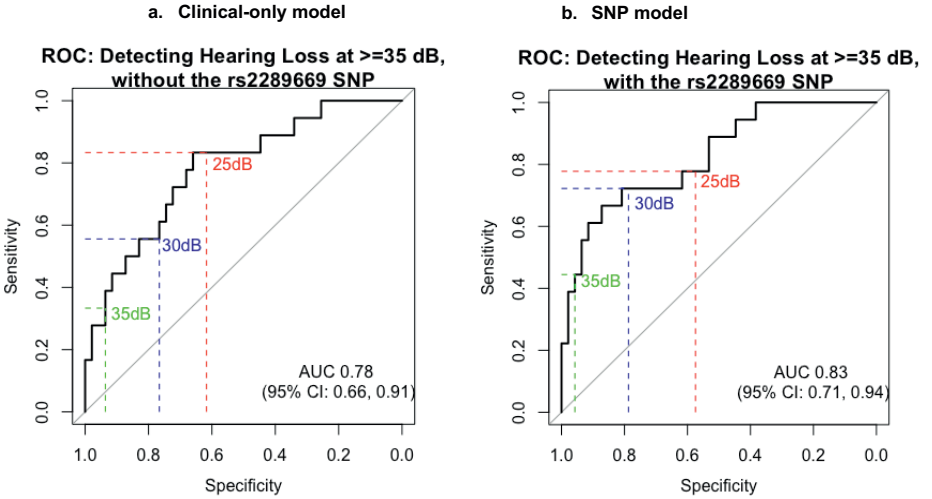 a. Clinical-only model
ROC: Detecting Hearing Loss at >=35 dB,
without the rs2289669 SNP
1.0
0.8
0.6
0.4
0.2
0.0
Sensitivity
25dB
30dB
35dB
AUC 0.78
(95% CI: 0.66, 0.91)
1.0 0.8 0.6 0.4 0.2 0.0
Specificity
b. SNP model
ROC: Detecting Hearing Loss at >=35 dB,
with the rs2289669 SNP
1.0
0.8
0.6
0.4
0.2
0.0
Sensitivity
25dB
30dB
35dB
AUC 0.83
(95% CI: 0.71, 0.94)
1.0 0.8 0.6 0.4 0.2 0.0
Specificity